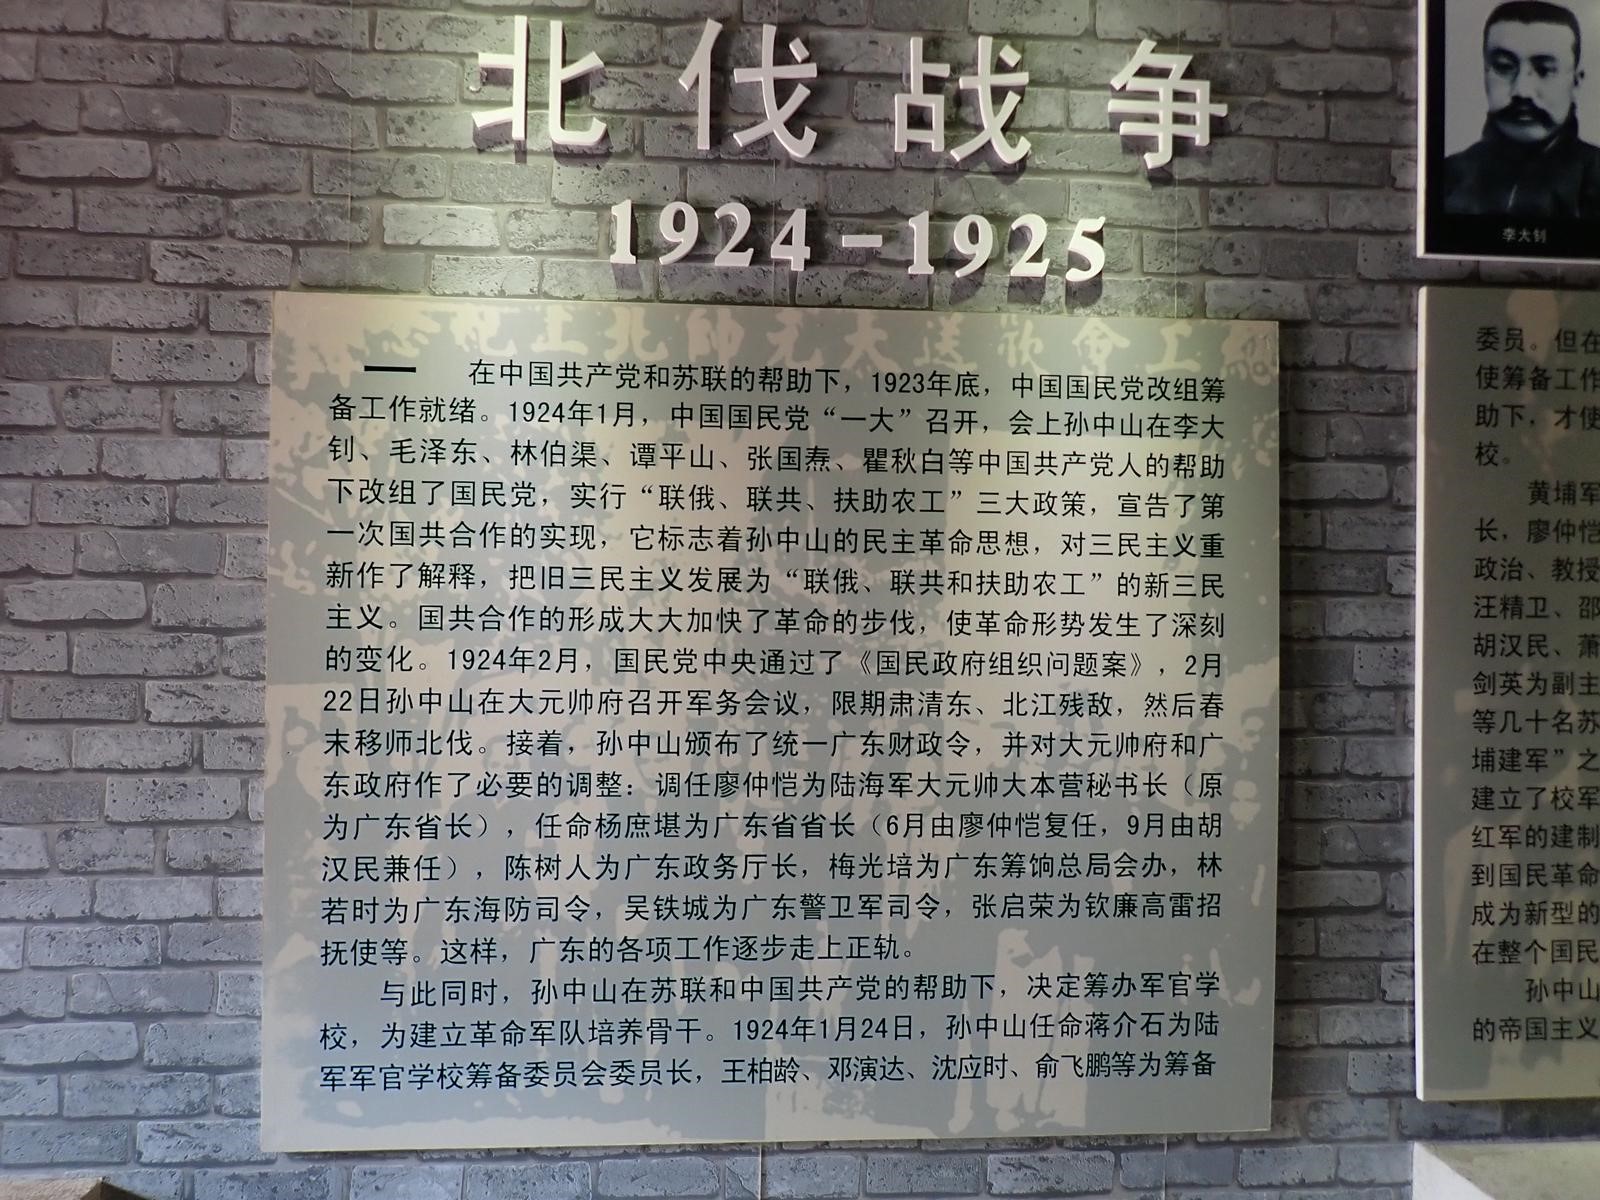 北伐战争
1924-1925
一 在中国共产党和苏联的帮助下，1923年底，中国国民党改组筹
备工作就绪。1924年1月，中国国民党“一大”召开，会上孙中山在李大
钊、毛泽东、林伯渠、谭平山、张国焘、瞿秋白等中国共产党人的帮助
下改组了国民党，实行“联俄、联共、扶助农工”三大政策，宣告了第
一次国共合作的实现，它标志着孙中山的民主革命思想，对三民主义重
新作了解释，把旧三民主义发展为“联俄、联共和扶助农工”的新三民
主义。国共合作的形成大大加快了革命的步伐，使革命形势发生了深刻
的变化。1924年2月，国民党中央通过了《国民政府组织问题案》，2月
22日孙中山在大元帅府召开军务会议，限期肃清东、北江残敌，然后春
末移师北伐。接着，孙中山颁布了统一广东财政令，并对大元帅府和广
东政府作了必要的调整：调任廖仲恺为陆海军大元帅大本营秘书长（原
为广东省长），任命杨庶堪为广东省省长（6月由廖仲恺复任，9月由胡
汉民兼任），陈树人为广东政务厅长，梅光培为广东筹饷总局会办，林
若时为广东海防司令，吴铁城为广东警卫军司令，张启荣为钦廉高雷招
抚使等。这样，广东的各项工作逐步走上正轨。
与此同时，孙中山在苏联和中国共产党的帮助下，决定筹办军官学
校，为建立革命军队培养骨干。1924年1月24日，孙中山任命蒋介石为陆
军军官学校筹备委员会委员长，王柏龄、邓演达、沈应时、俞飞鹏等为筹备
李大钊
委员。但在
使筹备工作
助下，才使
校。
黄埔军
长，廖仲恺
政治、教授
汪精卫、邵
胡汉民、萧
剑英为副主
等几十名苏
埔建军”之
建立了校军
红军的建制
到国民革命
成为新型的
在整个国民
孙中山
的帝国主义